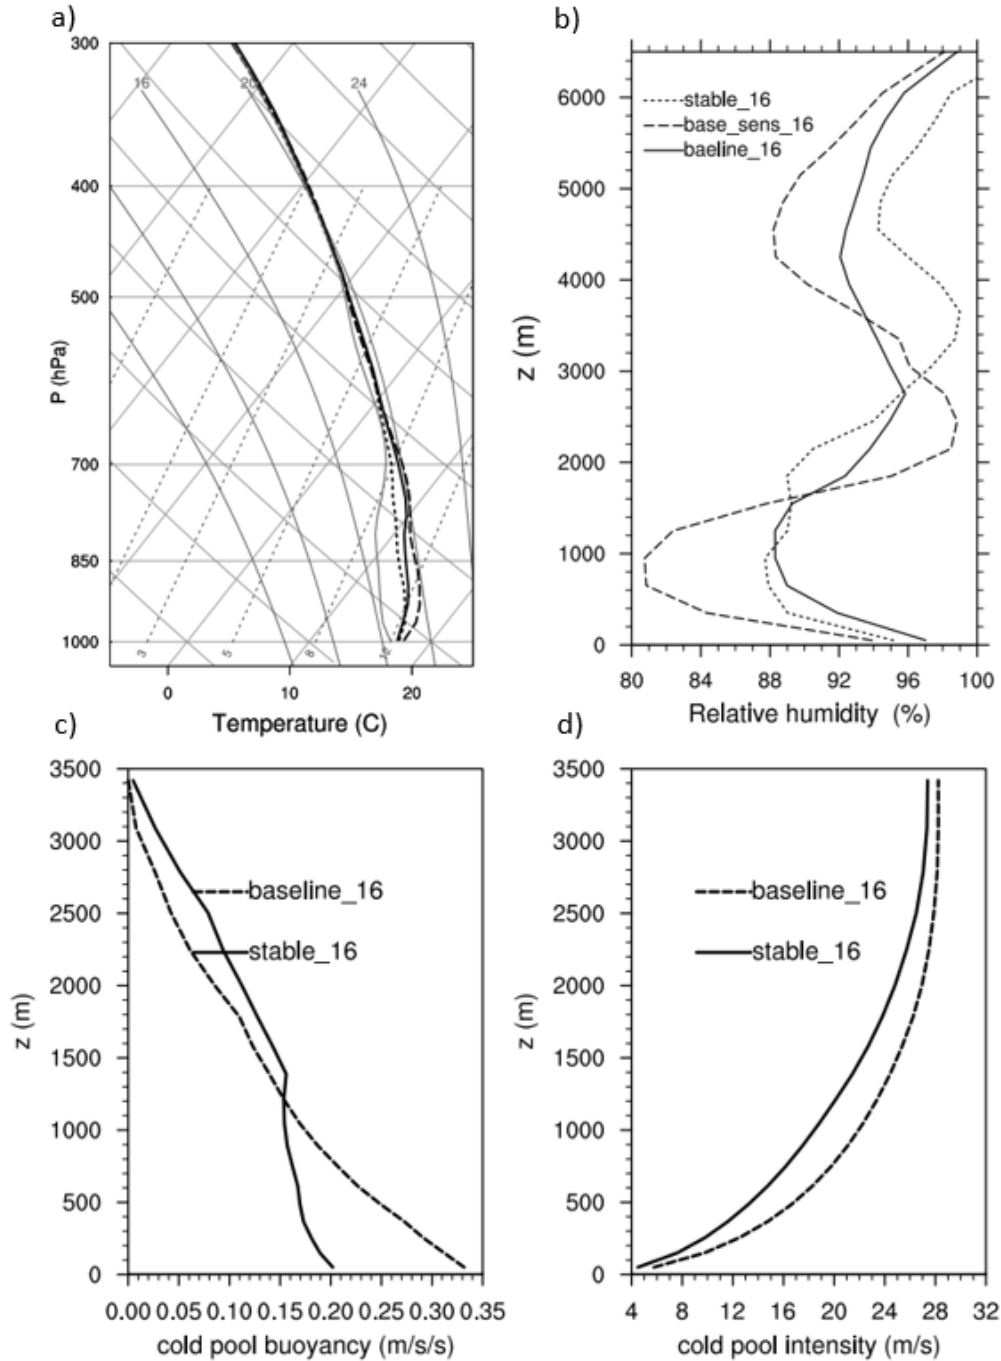 a)
300
400
500
700
850
1000
P (hPa)
16
20
24
3
5
8
12
0
10
20
Temperature (C)
b)
6000
5000
4000
3000
2000
1000
0
z (m)
stable_16
base_sens_16
baeline_16
80
84
88
92
96
100
Relative humidity (%)
c)
3500
3000
2500
2000
1500
1000
500
0
z (m)
baseline_16
stable_16
0.00 0.05 0.10 0.15 0.20 0.25 0.30 0.35
cold pool buoyancy (m/s/s)
d)
3500
3000
2500
2000
1500
1000
500
0
z (m)
baseline_16
stable_16
4 8 12 16 20 24 28 32
cold pool intensity (m/s)